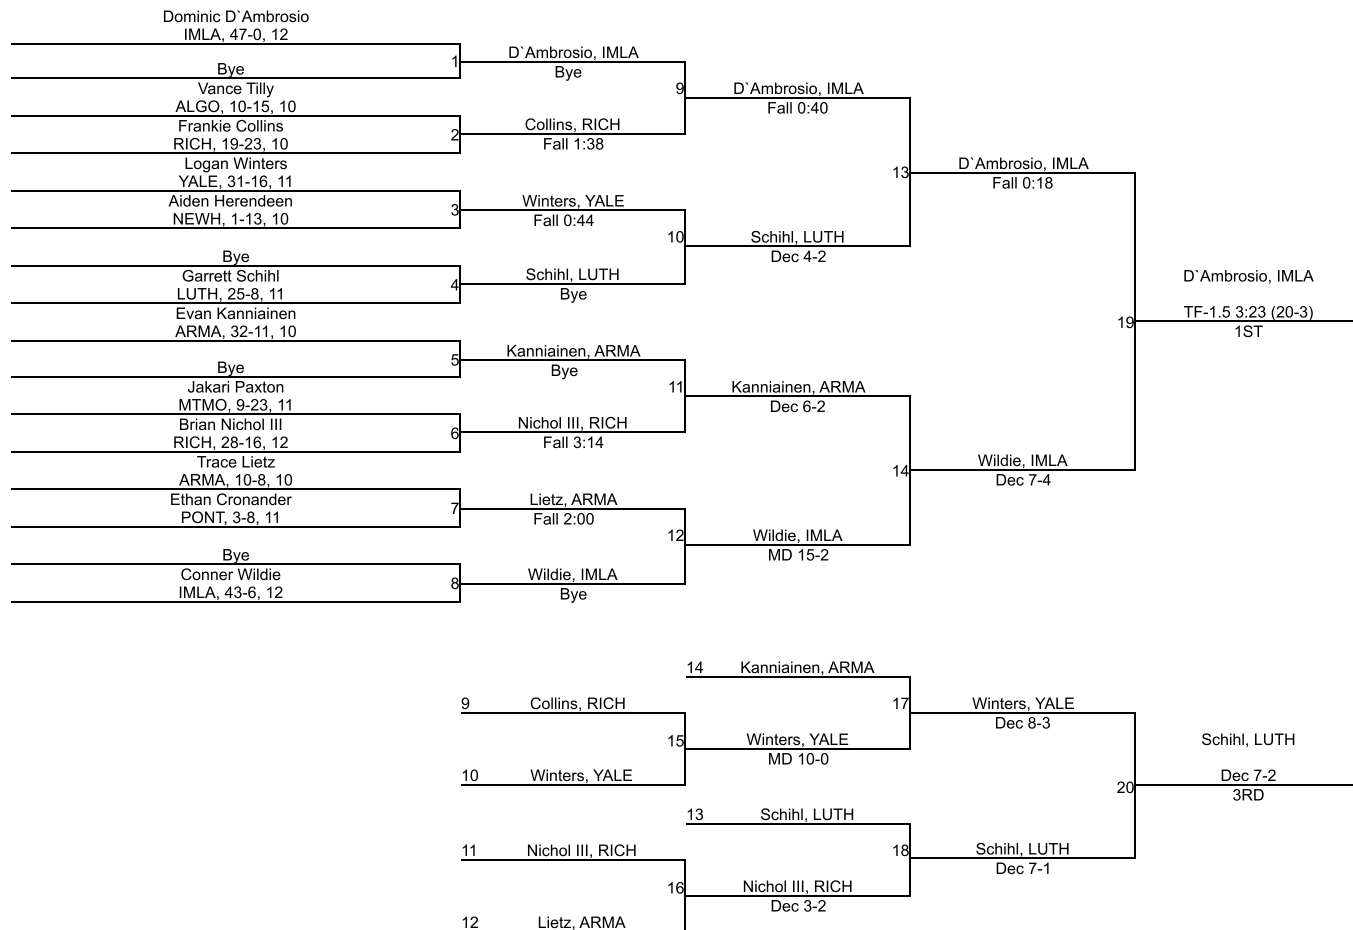 Dominic D`Ambrosio
IMLA, 47-0, 12
Bye
1
D`Ambrosio, IMLA
Bye
Vance Tilly
ALGO, 10-15, 10
Frankie Collins
RICH, 19-23, 10
2
Collins, RICH
Fall 1:38
9
D`Ambrosio, IMLA
Fall 0:40
Logan Winters
YALE, 31-16, 11
Aiden Herendeen
NEWH, 1-13, 10
3
Winters, YALE
Fall 0:44
Bye
Garrett Schihl
LUTH, 25-8, 11
4
Schihl, LUTH
Bye
10
Schihl, LUTH
Dec 4-2
13
D`Ambrosio, IMLA
Fall 0:18
Evan Kanniainen
ARMA, 32-11, 10
Bye
5
Kanniainen, ARMA
Bye
Jakari Paxton
MTMO, 9-23, 11
Brian Nichol III
RICH, 28-16, 12
6
Nichol III, RICH
Fall 3:14
11
Kanniainen, ARMA
Dec 6-2
Trace Lietz
ARMA, 10-8, 10
Ethan Cronander
PONT, 3-8, 11
7
Lietz, ARMA
Fall 2:00
Bye
Conner Wildie
IMLA, 43-6, 12
8
Wildie, IMLA
Bye
12
Wildie, IMLA
MD 15-2
14
Wildie, IMLA
Dec 7-4
19
D`Ambrosio, IMLA
TF-1.5 3:23 (20-3)
1ST
14
Kanniainen, ARMA
9
Collins, RICH
10
Winters, YALE
15
Winters, YALE
MD 10-0
17
Winters, YALE
Dec 8-3
13
Schihl, LUTH
11
Nichol III, RICH
12
Lietz, ARMA
16
Nichol III, RICH
Dec 3-2
18
Schihl, LUTH
Dec 7-1
20
Schihl, LUTH
Dec 7-2
3RD